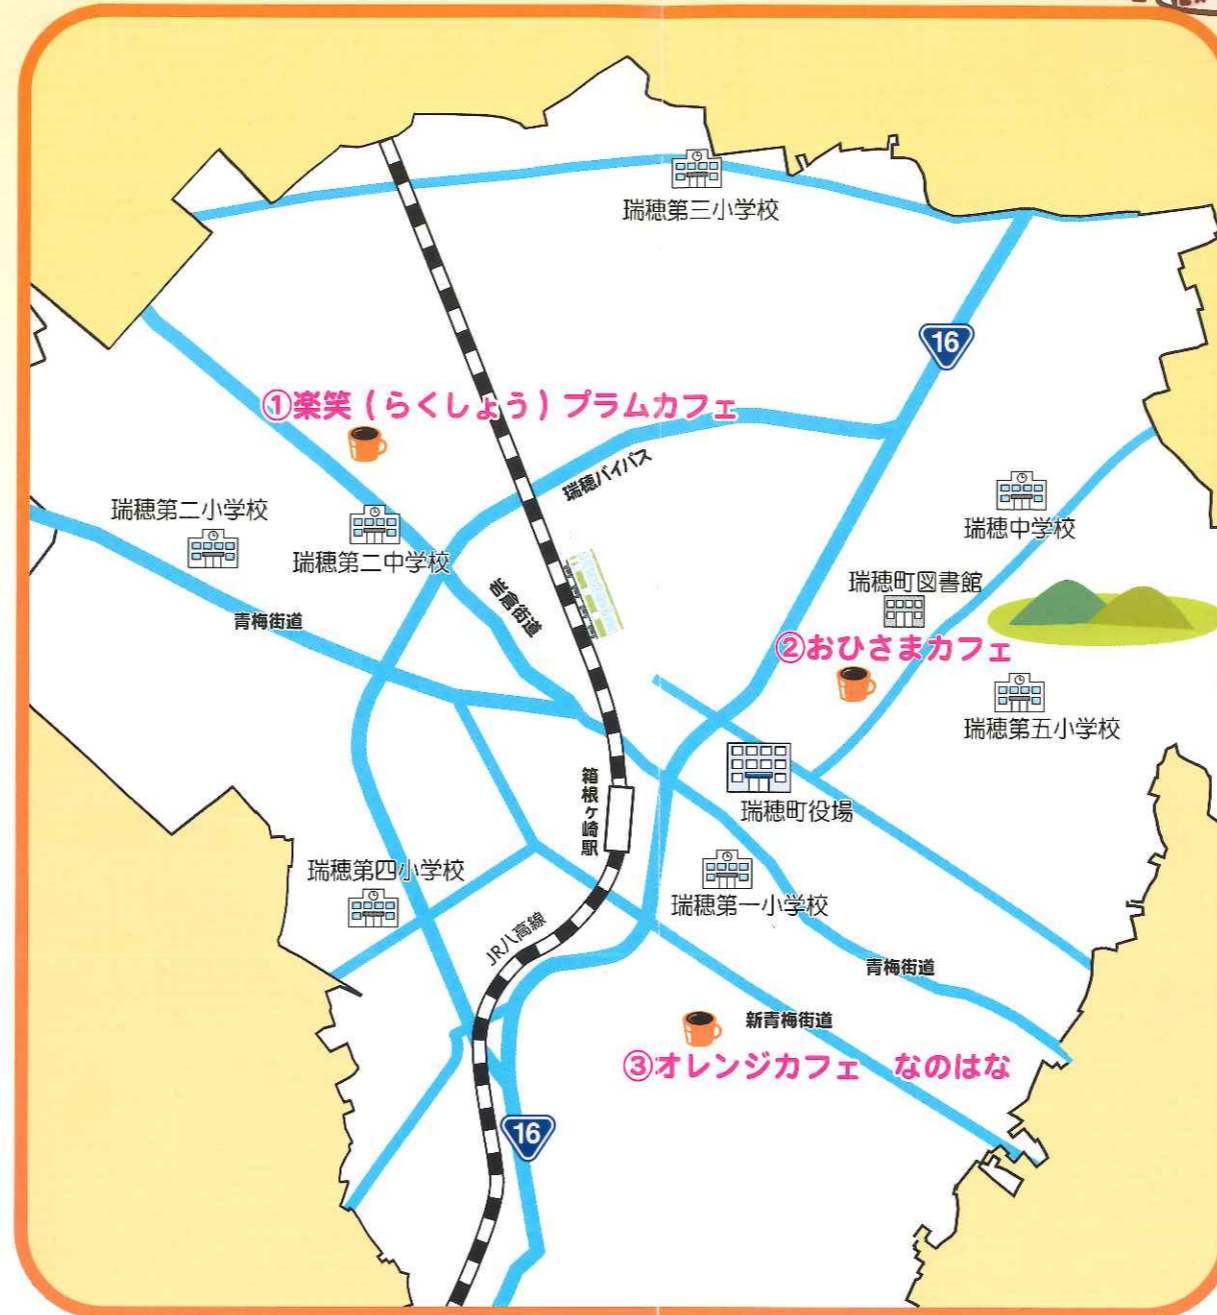 瑞穂第三小学校
16
①楽笑（らくしょう）プラムカフェ
瑞穂バイパス
瑞穂第二小学校
瑞穂第二中学校
瑞穂中学校
瑞穂町図書館
岩倉街道
青梅街道
②おひさまカフェ
瑞穂第五小学校
箱根ヶ崎駅
瑞穂町役場
瑞穂第四小学校
瑞穂第一小学校
JR八高線
青梅街道
新青梅街道
③オレンジカフェ　なのはな
16